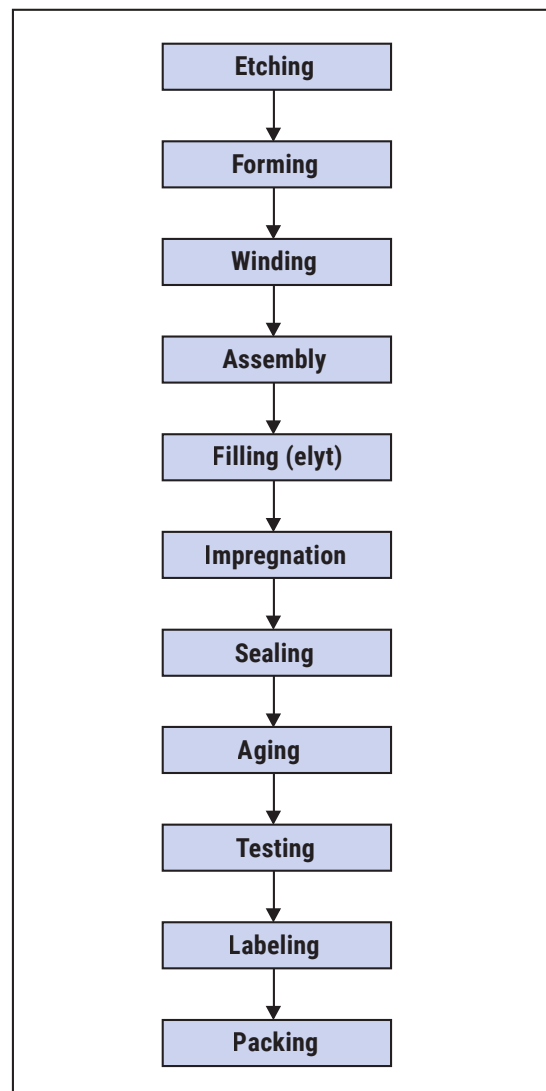 Etching
Forming
Winding
Assembly
Filling (elyt)
Impregnation
Sealing
Aging
Testing
Labeling
Packing